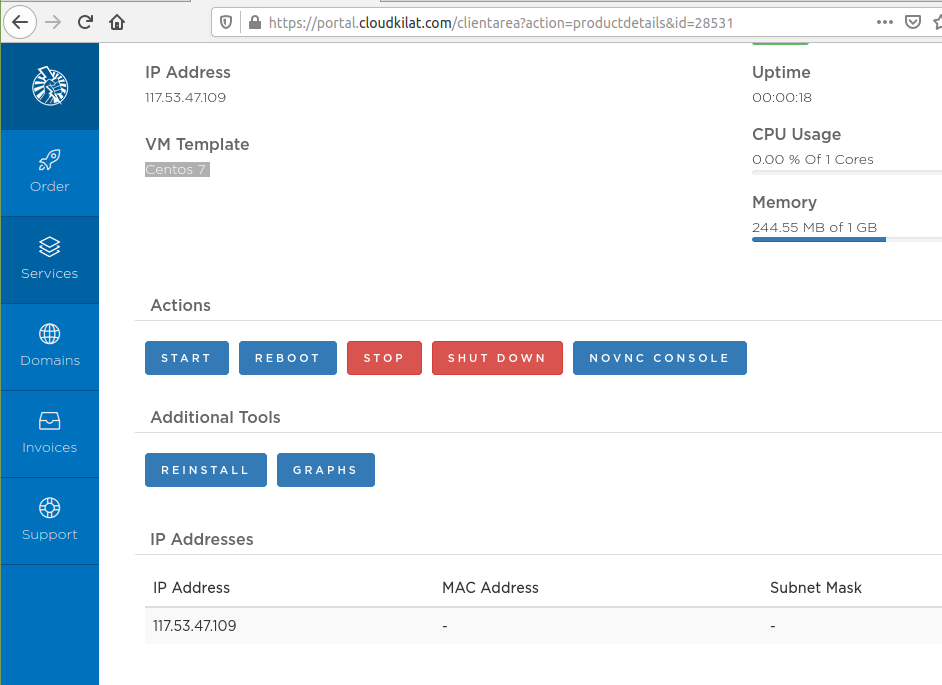 https://portal.cloudkilat.com/clientarea?action=productdetails&id=28531
Order
Services
Domains
Invoices
Support
IP Address
117.53.47.109
VM Template
Centos 7
Uptime
00:00:18
CPU Usage
0.00 % Of 1 Cores
Memory
244.55 MB of 1 GB
Actions
START REBOOT STOP SHUT DOWN NOVNC CONSOLE
Additional Tools
REINSTALL GRAPHS
IP Addresses
IP Address MAC Address Subnet Mask
117.53.47.109 - -